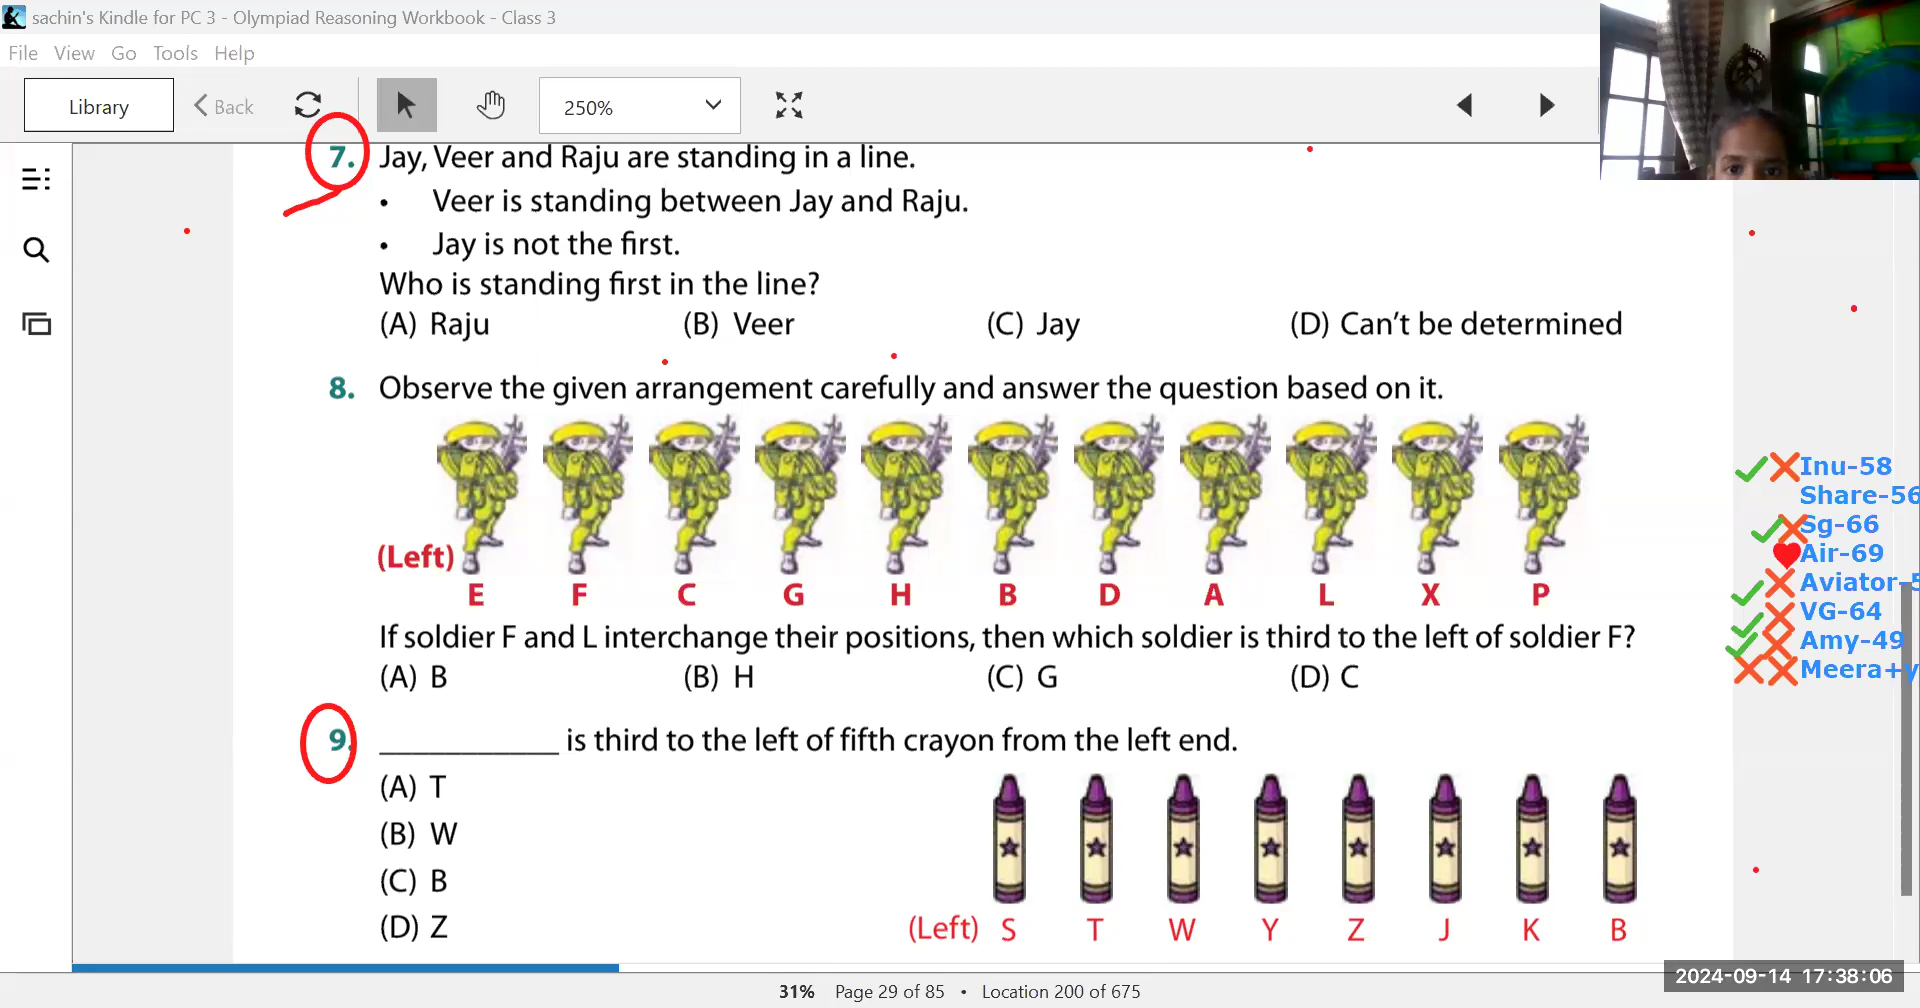 sachin's Kindle for PC 3 - Olympiad Reasoning Workbook - Class 3
File View Go Tools Help
Library
Back
250%
7. Jay, Veer and Raju are standing in a line.
• Veer is standing between Jay and Raju.
• Jay is not the first.
Who is standing first in the line?
(A) Raju (B) Veer (C) Jay (D) Can't be determined
8. Observe the given arrangement carefully and answer the question based on it.
(Left)
E F C G H B D A L X P
If soldier F and L interchange their positions, then which soldier is third to the left of soldier F?
(A) B (B) H (C) G (D) C
9. ____________ is third to the left of fifth crayon from the left end.
(A) T
(B) W
(C) B
(D) Z
(Left) S T W Y Z J K B
Inu-58
Share-56
Sg-66
Air-69
Aviator-5
VG-64
Amy-49
Meera+y
2024-09-14 17:38:06
31% Page 29 of 85 • Location 200 of 675